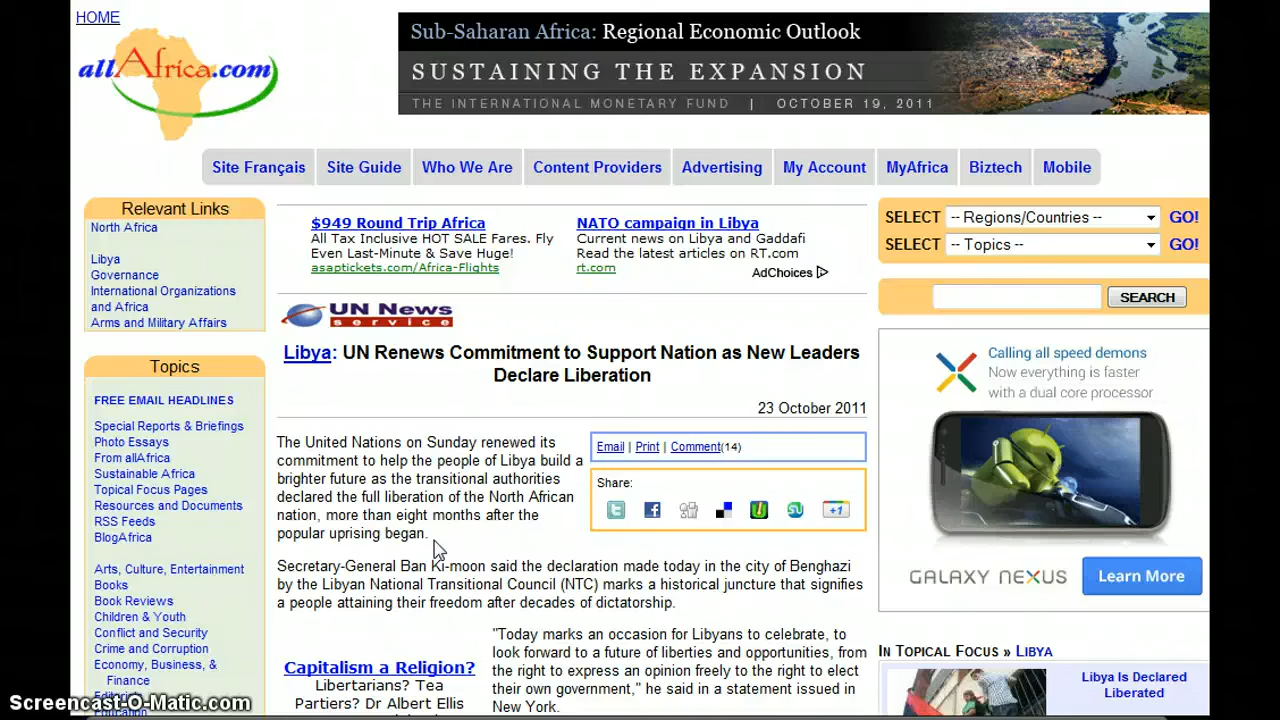 HOME
allAfrica.com
Sub-Saharan Africa: Regional Economic Outlook
SUSTAINING THE EXPANSION
THE INTERNATIONAL MONETARY FUND | OCTOBER 19, 2011
Site Français
Site Guide
Who We Are
Content Providers
Advertising
My Account
MyAfrica
Biztech
Mobile
Relevant Links
North Africa
Libya
Governance
International Organizations
and Africa
Arms and Military Affairs
Topics
FREE EMAIL HEADLINES
Special Reports & Briefings
Photo Essays
From allAfrica
Sustainable Africa
Topical Focus Pages
Resources and Documents
RSS Feeds
BlogAfrica
Arts, Culture, Entertainment
Books
Book Reviews
Children & Youth
Conflict and Security
Crime and Corruption
Economy, Business, &
Finance
$949 Round Trip Africa
All Tax Inclusive HOT SALE Fares. Fly
Even Last-Minute & Save Huge!
asaptickets.com/Africa-Flights
NATO campaign in Libya
Current news on Libya and Gaddafi
Read the latest articles on RT.com
rt.com
AdChoices
UN News
service
Libya: UN Renews Commitment to Support Nation as New Leaders
Declare Liberation
23 October 2011
The United Nations on Sunday renewed its
commitment to help the people of Libya build a
brighter future as the transitional authorities
declared the full liberation of the North African
nation, more than eight months after the
popular uprising began.
Email | Print | Comment(14)
Share:
+1
Secretary-General Ban Ki-moon said the declaration made today in the city of Benghazi
by the Libyan National Transitional Council (NTC) marks a historical juncture that signifies
a people attaining their freedom after decades of dictatorship.
Capitalism a Religion?
Libertarians? Tea
Parties? Dr Albert Ellis
"Today marks an occasion for Libyans to celebrate, to
look forward to a future of liberties and opportunities, from
the right to express an opinion freely to the right to elect
their own government," he said in a statement issued in
New York.
SELECT -- Regions/Countries -- GO!
SELECT -- Topics -- GO!
SEARCH
Calling all speed demons
Now everything is faster
with a dual core processor
GALAXY NEXUS
Learn More
IN TOPICAL FOCUS » LIBYA
Libya Is Declared
Liberated
Screencast-O-Matic.com